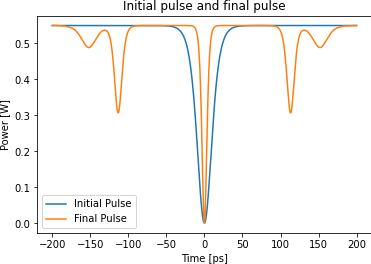 Initial pulse and final pulse
Power [W]
0.5
0.4
0.3
0.2
0.1
0.0
Initial Pulse
Final Pulse
−200 −150 −100 −50 0 50 100 150 200
Time [ps]